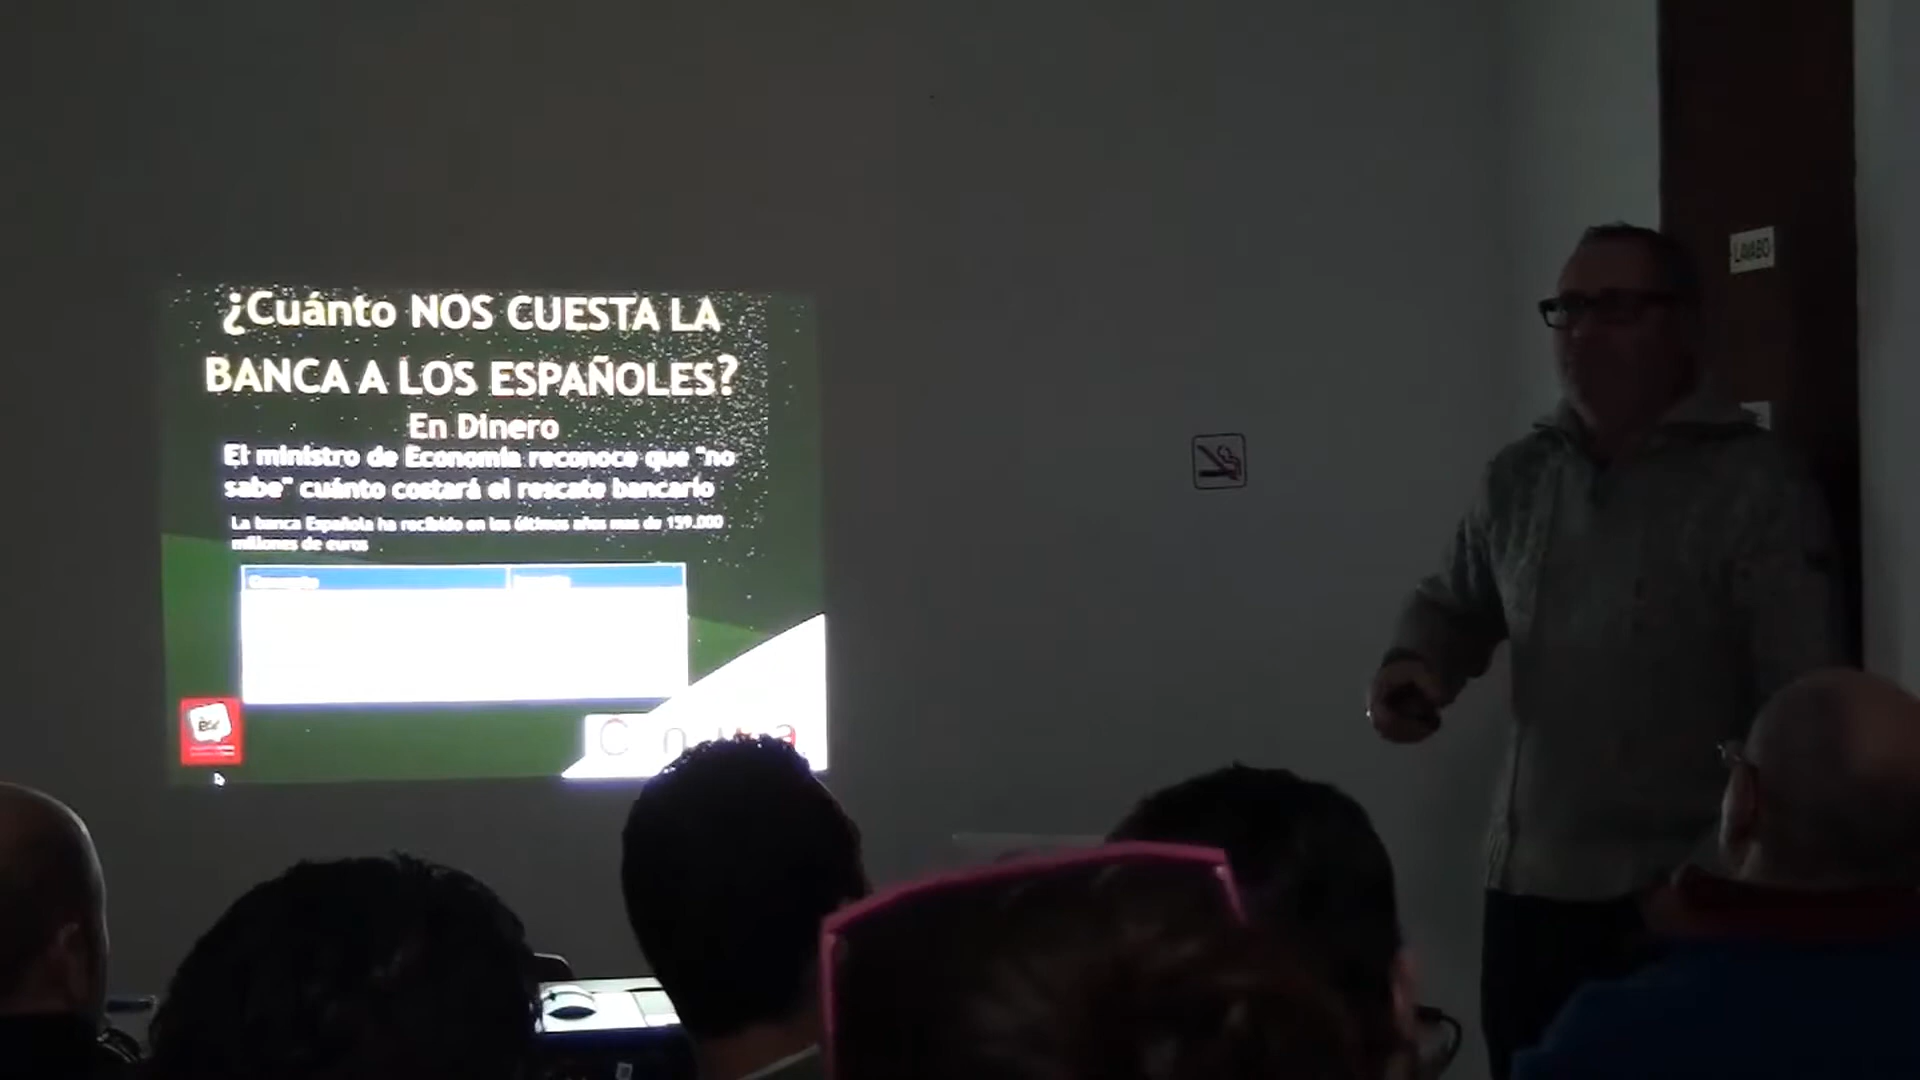 ¿Cuánto NOS CUESTA LA
BANCA A LOS ESPAÑOLES?
En Dinero
El ministro de Economía reconoce que "no
sabe" cuánto costará el rescate bancario
La banca Española ha recibido en los últimos años mas de 159.000
millones de euros
LAVABO